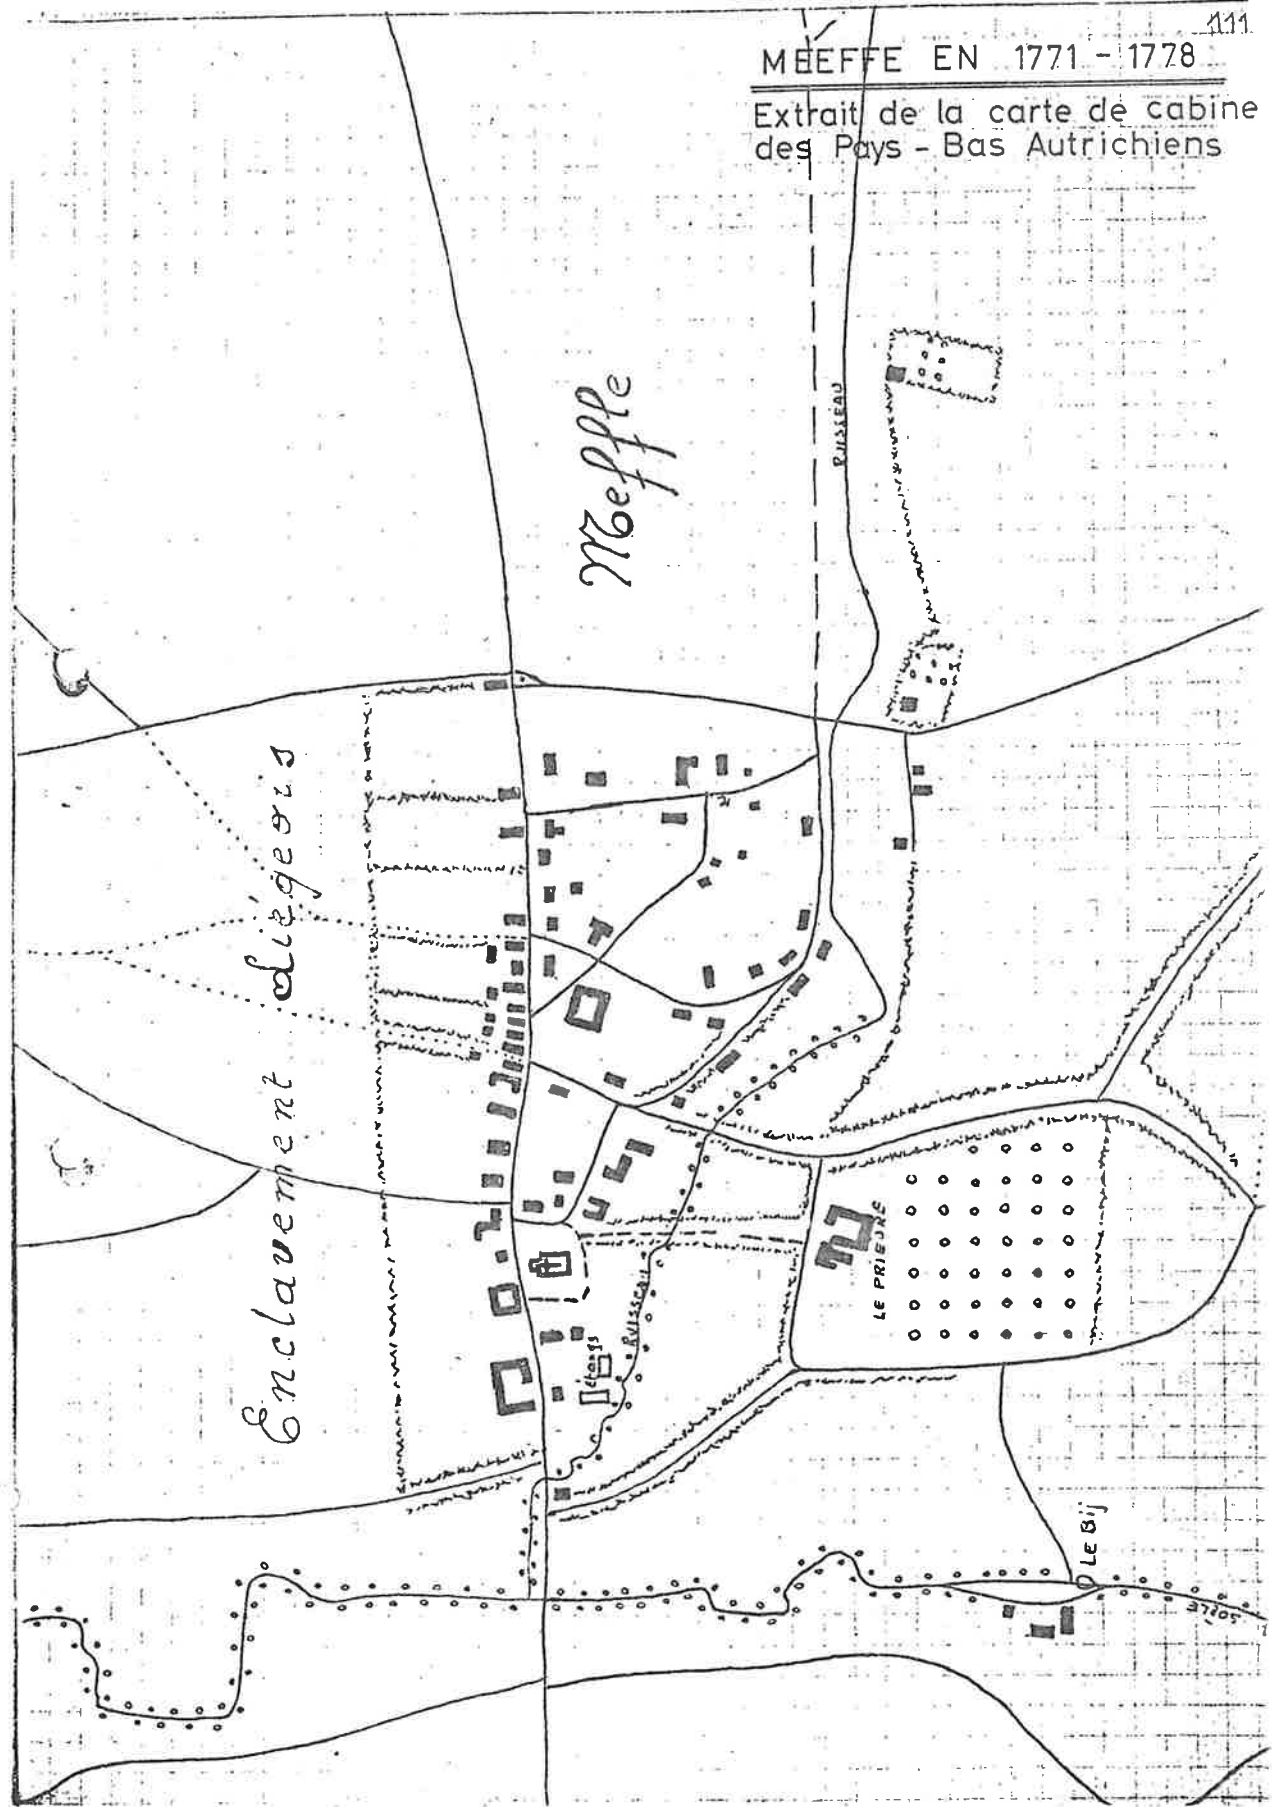 111
MEEFFE EN 1771 - 1778
Extrait de la carte de cabine
des Pays - Bas Autrichiens
Meffle
RUISSEAU
Enclavement Liégeois
LE PRIEURE
Ruisseau
étangs
LE Bij
SOILE